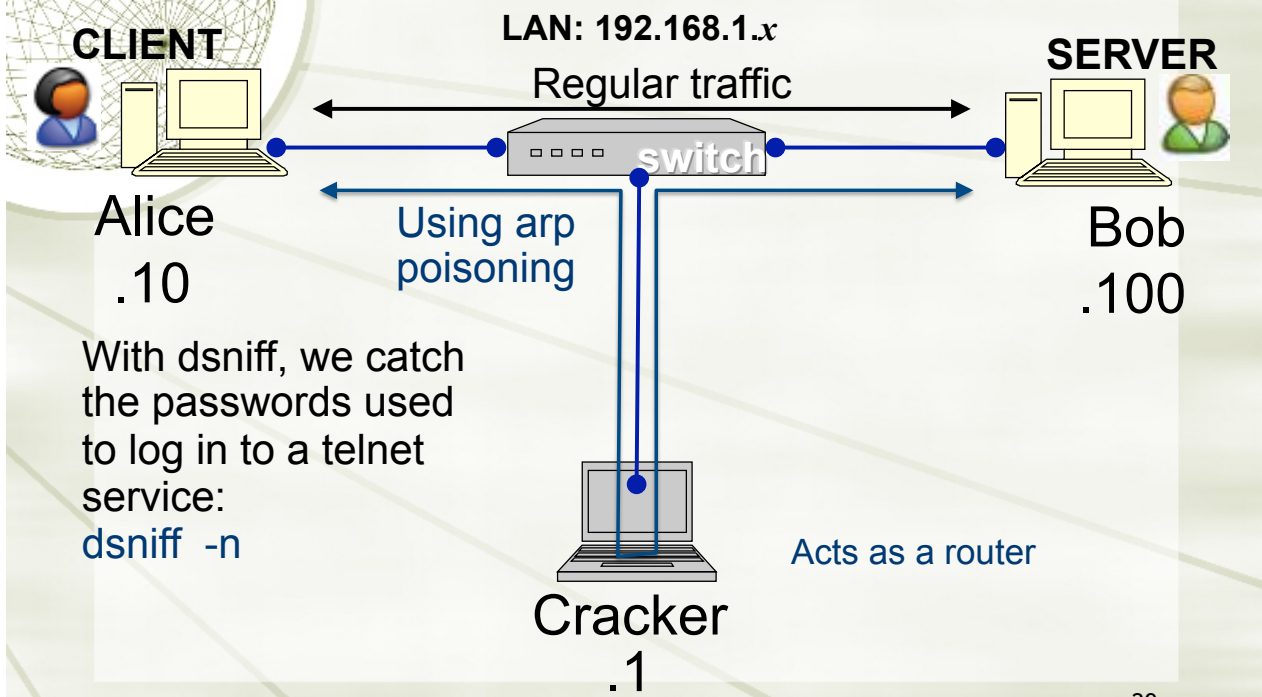 LAN: 192.168.1.x
CLIENT
SERVER
Regular traffic
switch
Alice
.10
Using arp
poisoning
Bob
.100
With dsniff, we catch
the passwords used
to log in to a telnet
service:
dsniff -n
Acts as a router
Cracker
.1